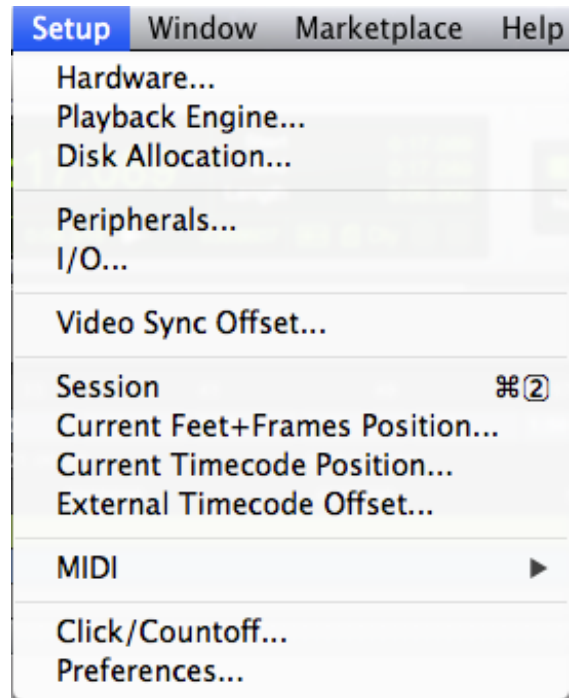 Setup Window Marketplace Help
Hardware...
Playback Engine...
Disk Allocation...
Peripherals...
I/O...
Video Sync Offset...
Session ⌘2
Current Feet+Frames Position...
Current Timecode Position...
External Timecode Offset...
MIDI
Click/Countoff...
Preferences...